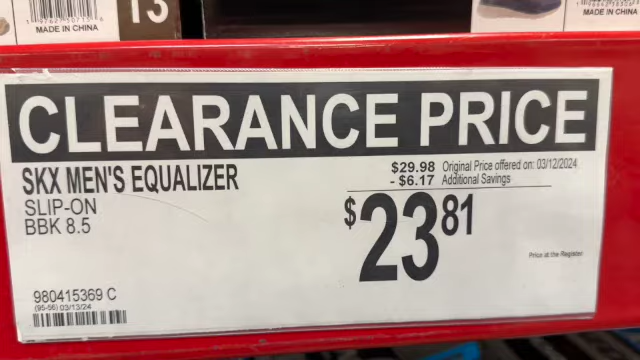 MADE IN CHINA
13
MADE IN CHINA
CLEARANCE PRICE
SKX MEN'S EQUALIZER
SLIP-ON
BBK 8.5
$29.98 Original Price offered on: 03/12/2024
- $6.17 Additional Savings
$23 81
Price at the Register
980415369 C
(95-56) 03/13/24